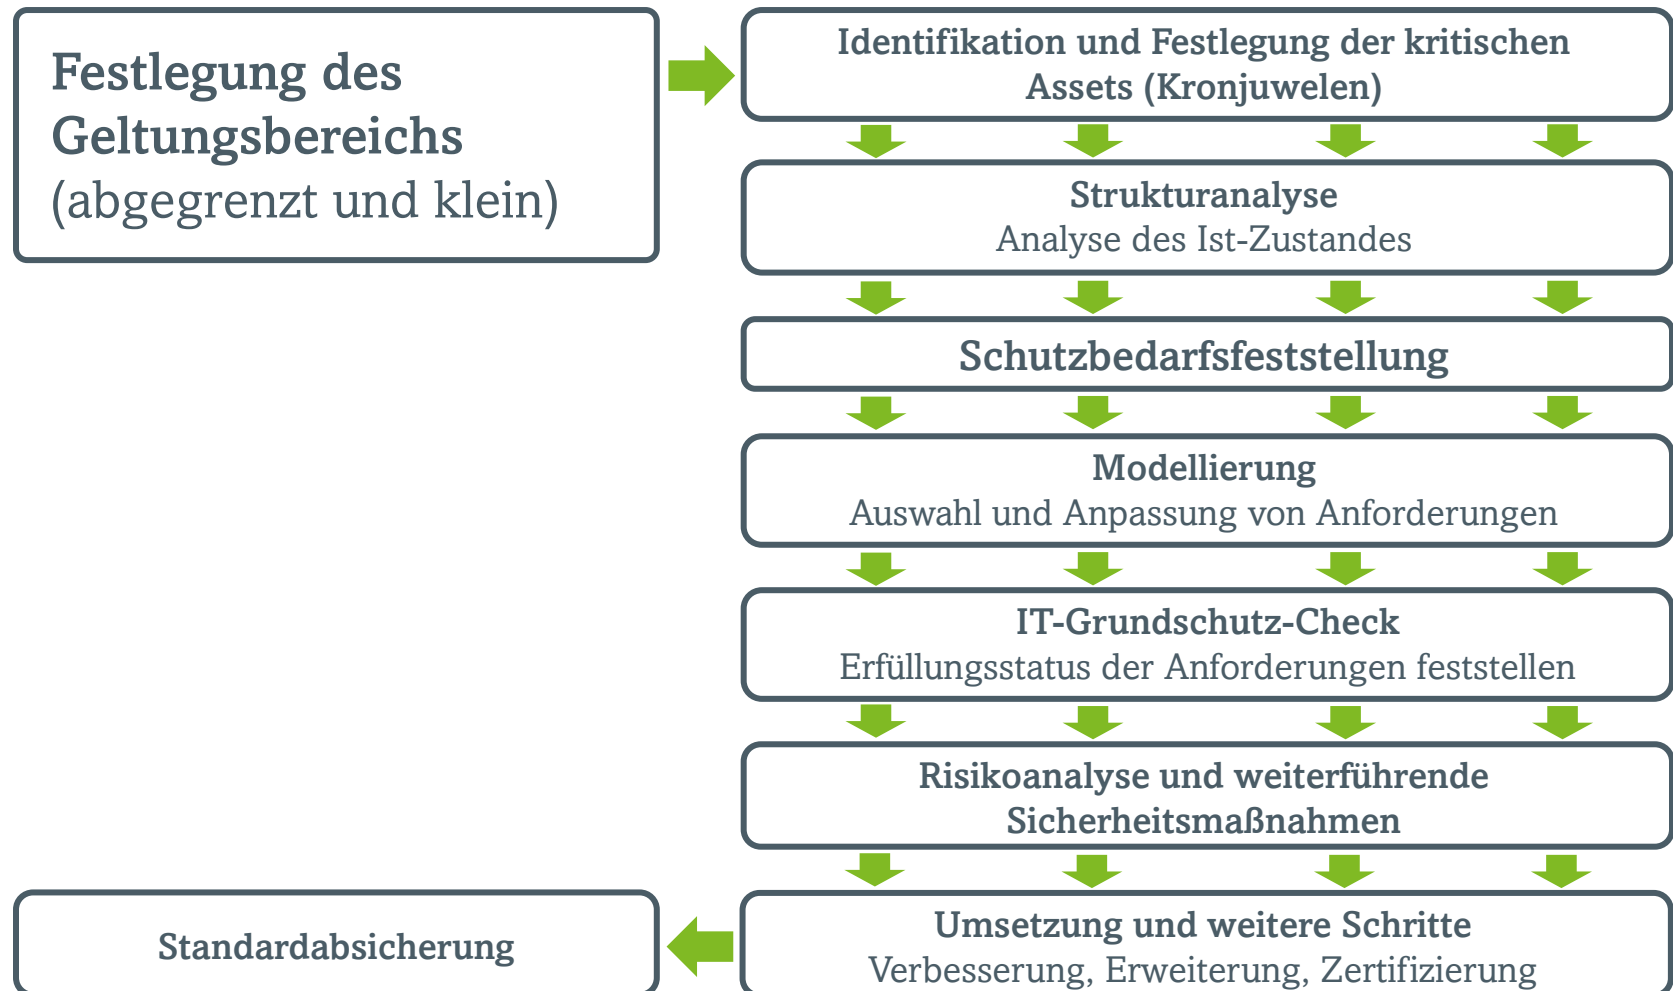 Festlegung des
Geltungsbereichs
(abgegrenzt und klein)
Identifikation und Festlegung der kritischen
Assets (Kronjuwelen)
Strukturanalyse
Analyse des Ist-Zustandes
Schutzbedarfsfeststellung
Modellierung
Auswahl und Anpassung von Anforderungen
IT-Grundschutz-Check
Erfüllungsstatus der Anforderungen feststellen
Risikoanalyse und weiterführende
Sicherheitsmaßnahmen
Umsetzung und weitere Schritte
Verbesserung, Erweiterung, Zertifizierung
Standardabsicherung